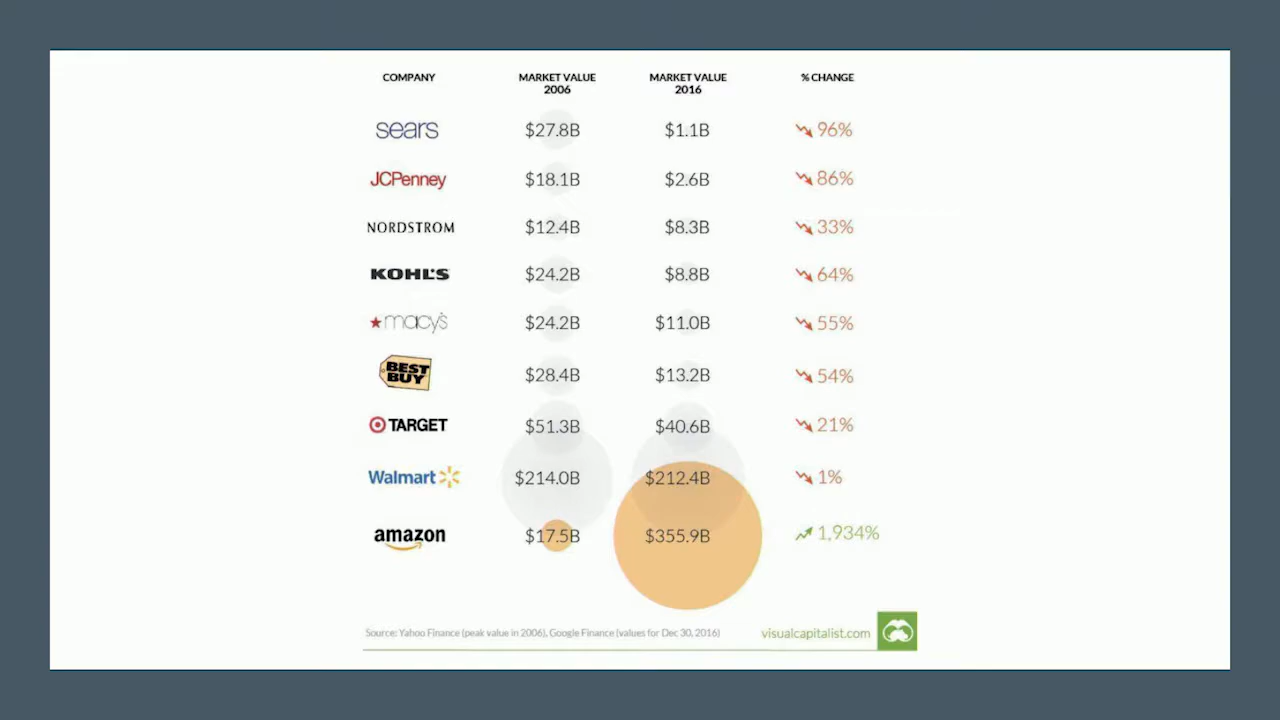 COMPANY MARKET VALUE 2006 MARKET VALUE 2016 % CHANGE
sears $27.8B $1.1B 96%
JCPenney $18.1B $2.6B 86%
NORDSTROM $12.4B $8.3B 33%
KOHL'S $24.2B $8.8B 64%
macy's $24.2B $11.0B 55%
BEST BUY $28.4B $13.2B 54%
TARGET $51.3B $40.6B 21%
Walmart $214.0B $212.4B 1%
amazon $17.5B $355.9B 1,934%
Source: Yahoo Finance (peak value in 2006), Google Finance (values for Dec 30, 2016) visualcapitalist.com